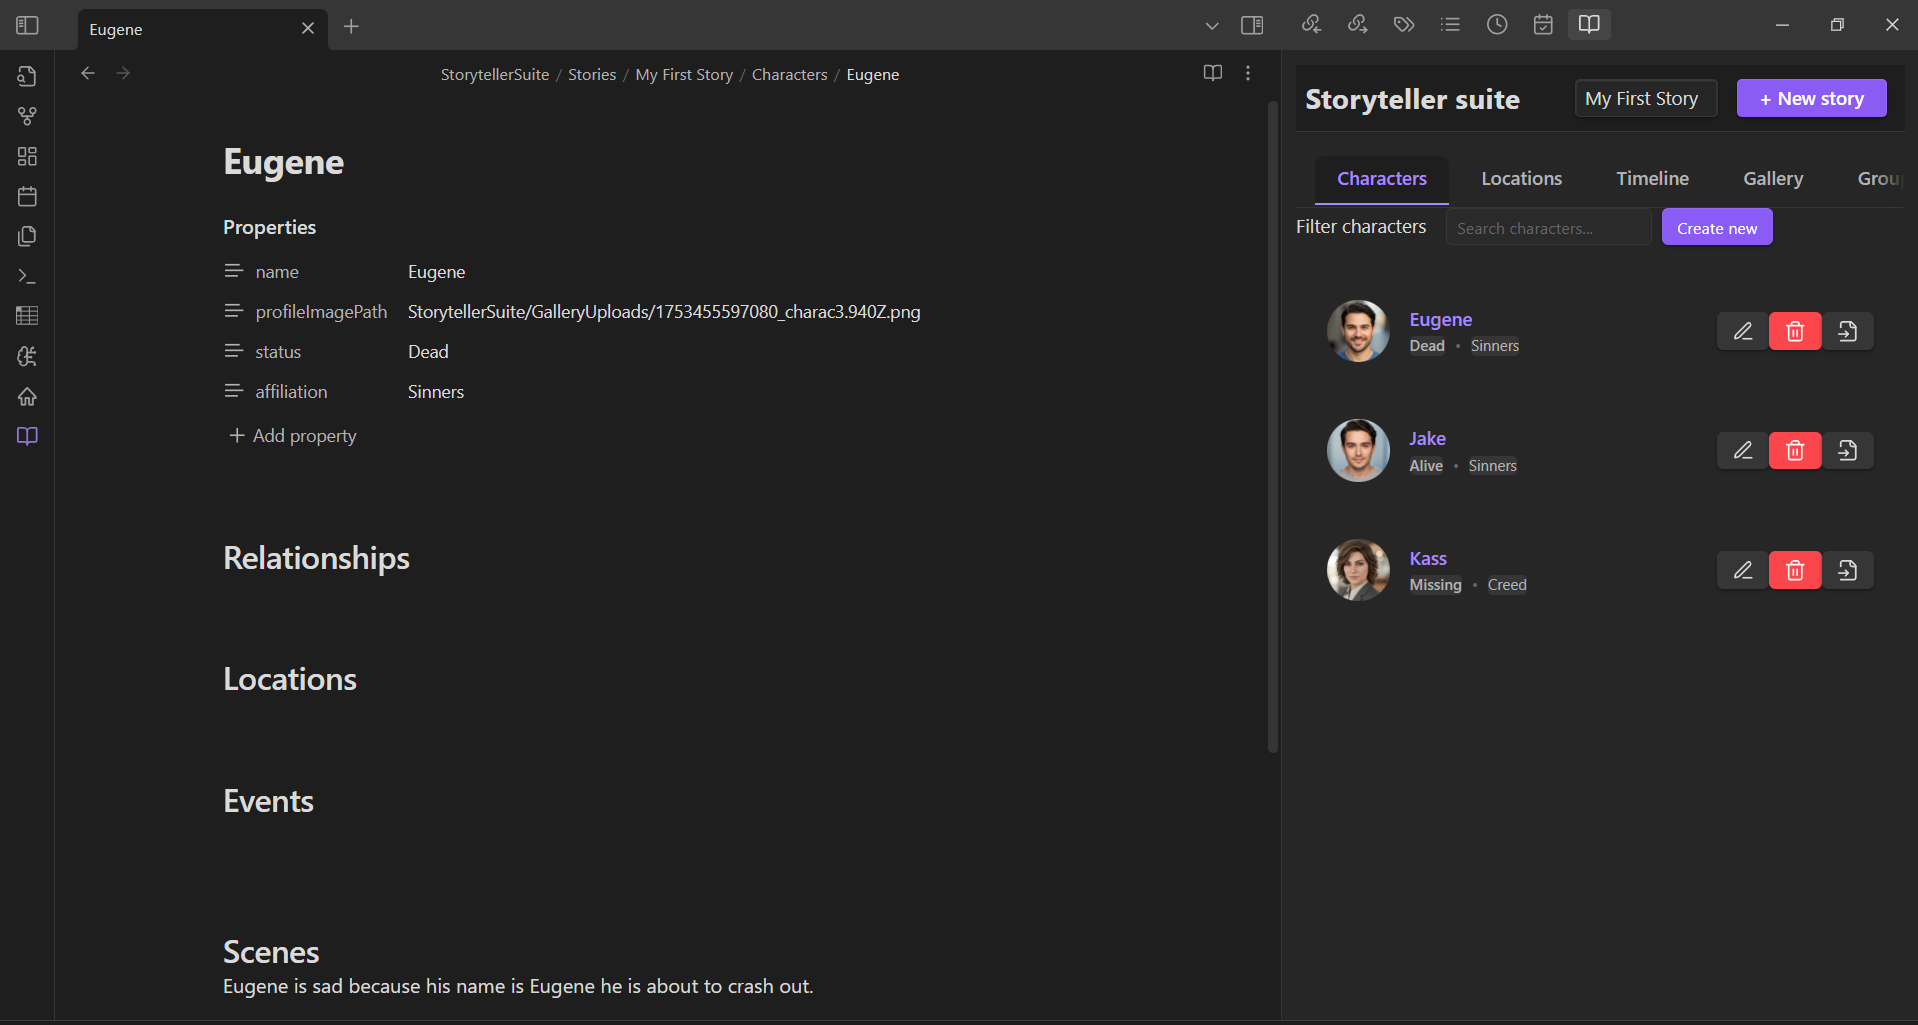 Eugene
StorytellerSuite / Stories / My First Story / Characters / Eugene
Eugene
Properties
name Eugene
profileImagePath StorytellerSuite/GalleryUploads/1753455597080_charac3.940Z.png
status Dead
affiliation Sinners
+ Add property
Relationships
Locations
Events
Scenes
Eugene is sad because his name is Eugene he is about to crash out.
Storyteller suite My First Story + New story
Characters Locations Timeline Gallery Grou
Filter characters Search characters... Create new
Eugene
Dead • Sinners
Jake
Alive • Sinners
Kass
Missing • Creed